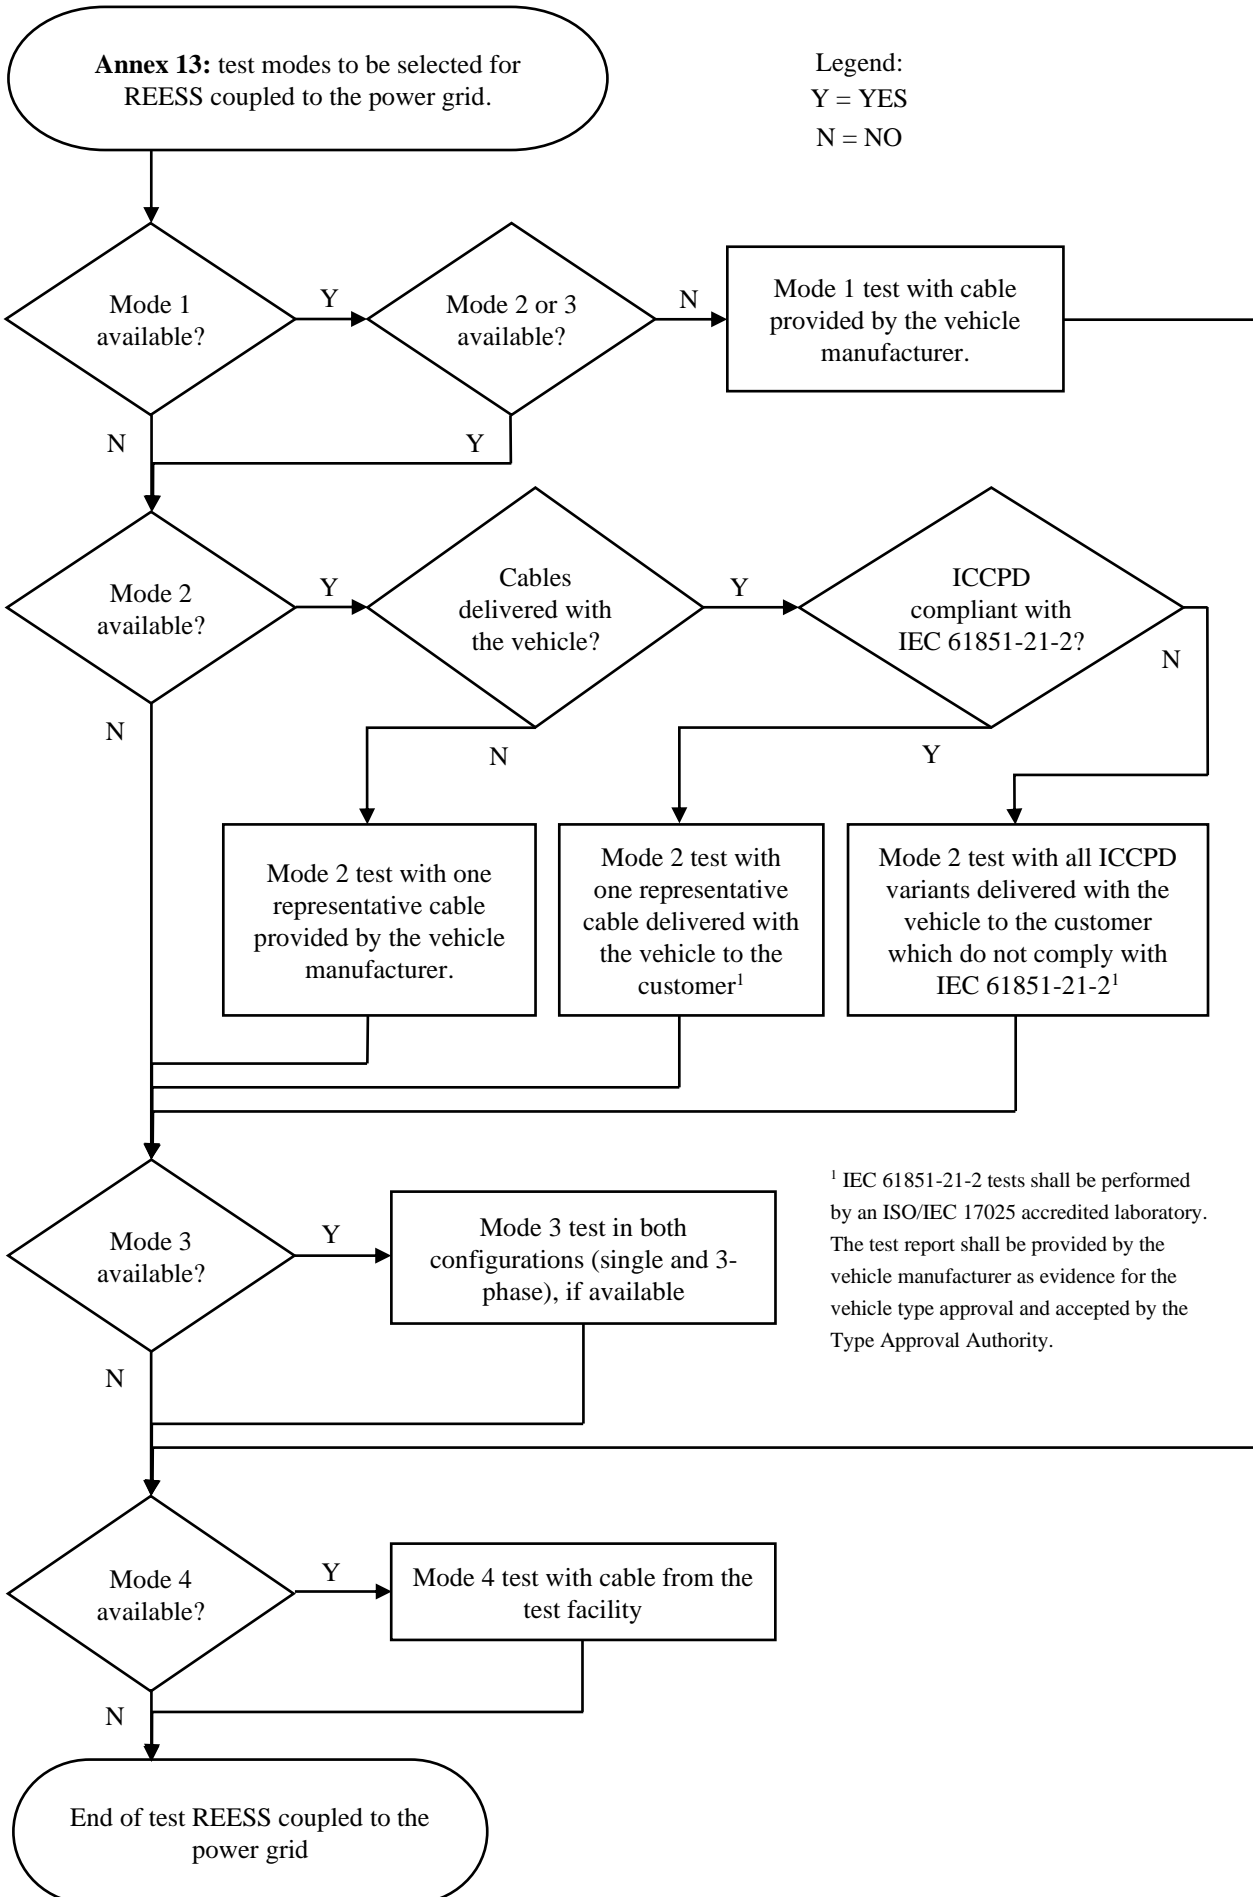 Annex 13: test modes to be selected for
REESS coupled to the power grid.
Legend:
Y = YES
N = NO
Mode 1
available?
Y
Mode 2 or 3
available?
N
Mode 1 test with cable
provided by the vehicle
manufacturer.
N
Y
Mode 2
available?
Y
Cables
delivered with
the vehicle?
Y
ICCPD
compliant with
IEC 61851-21-2?
N
N
N
Y
Mode 2 test with one
representative cable
provided by the vehicle
manufacturer.
Mode 2 test with
one representative
cable delivered with
the vehicle to the
customer¹
Mode 2 test with all ICCPD
variants delivered with the
vehicle to the customer
which do not comply with
IEC 61851-21-2¹
Mode 3
available?
Y
Mode 3 test in both
configurations (single and 3-
phase), if available
¹ IEC 61851-21-2 tests shall be performed
by an ISO/IEC 17025 accredited laboratory.
The test report shall be provided by the
vehicle manufacturer as evidence for the
vehicle type approval and accepted by the
Type Approval Authority.
N
Mode 4
available?
Y
Mode 4 test with cable from the
test facility
N
End of test REESS coupled to the
power grid